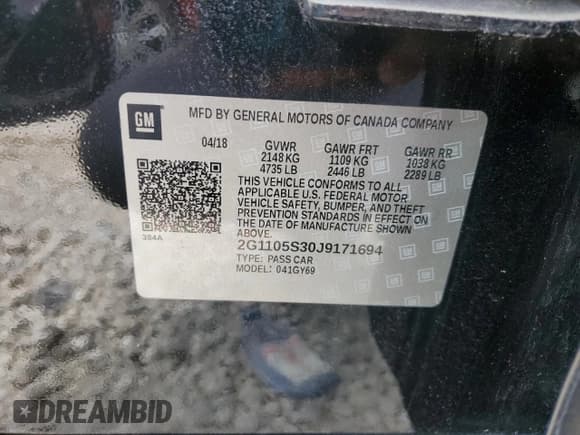 GM
MFD BY GENERAL MOTORS OF CANADA COMPANY
04/18 GVWR GAWR FRT GAWR RR
2148 KG 1109 KG 1038 KG
4735 LB 2446 LB 2289 LB
THIS VEHICLE CONFORMS TO ALL
APPLICABLE U.S. FEDERAL MOTOR
VEHICLE SAFETY, BUMPER, AND THEFT
PREVENTION STANDARDS IN EFFECT ON
THE DATE OF MANUFACTURE SHOWN
ABOVE.
384A
2G1105S30J9171694
TYPE: PASS CAR
MODEL: 041GY69
DREAMBID